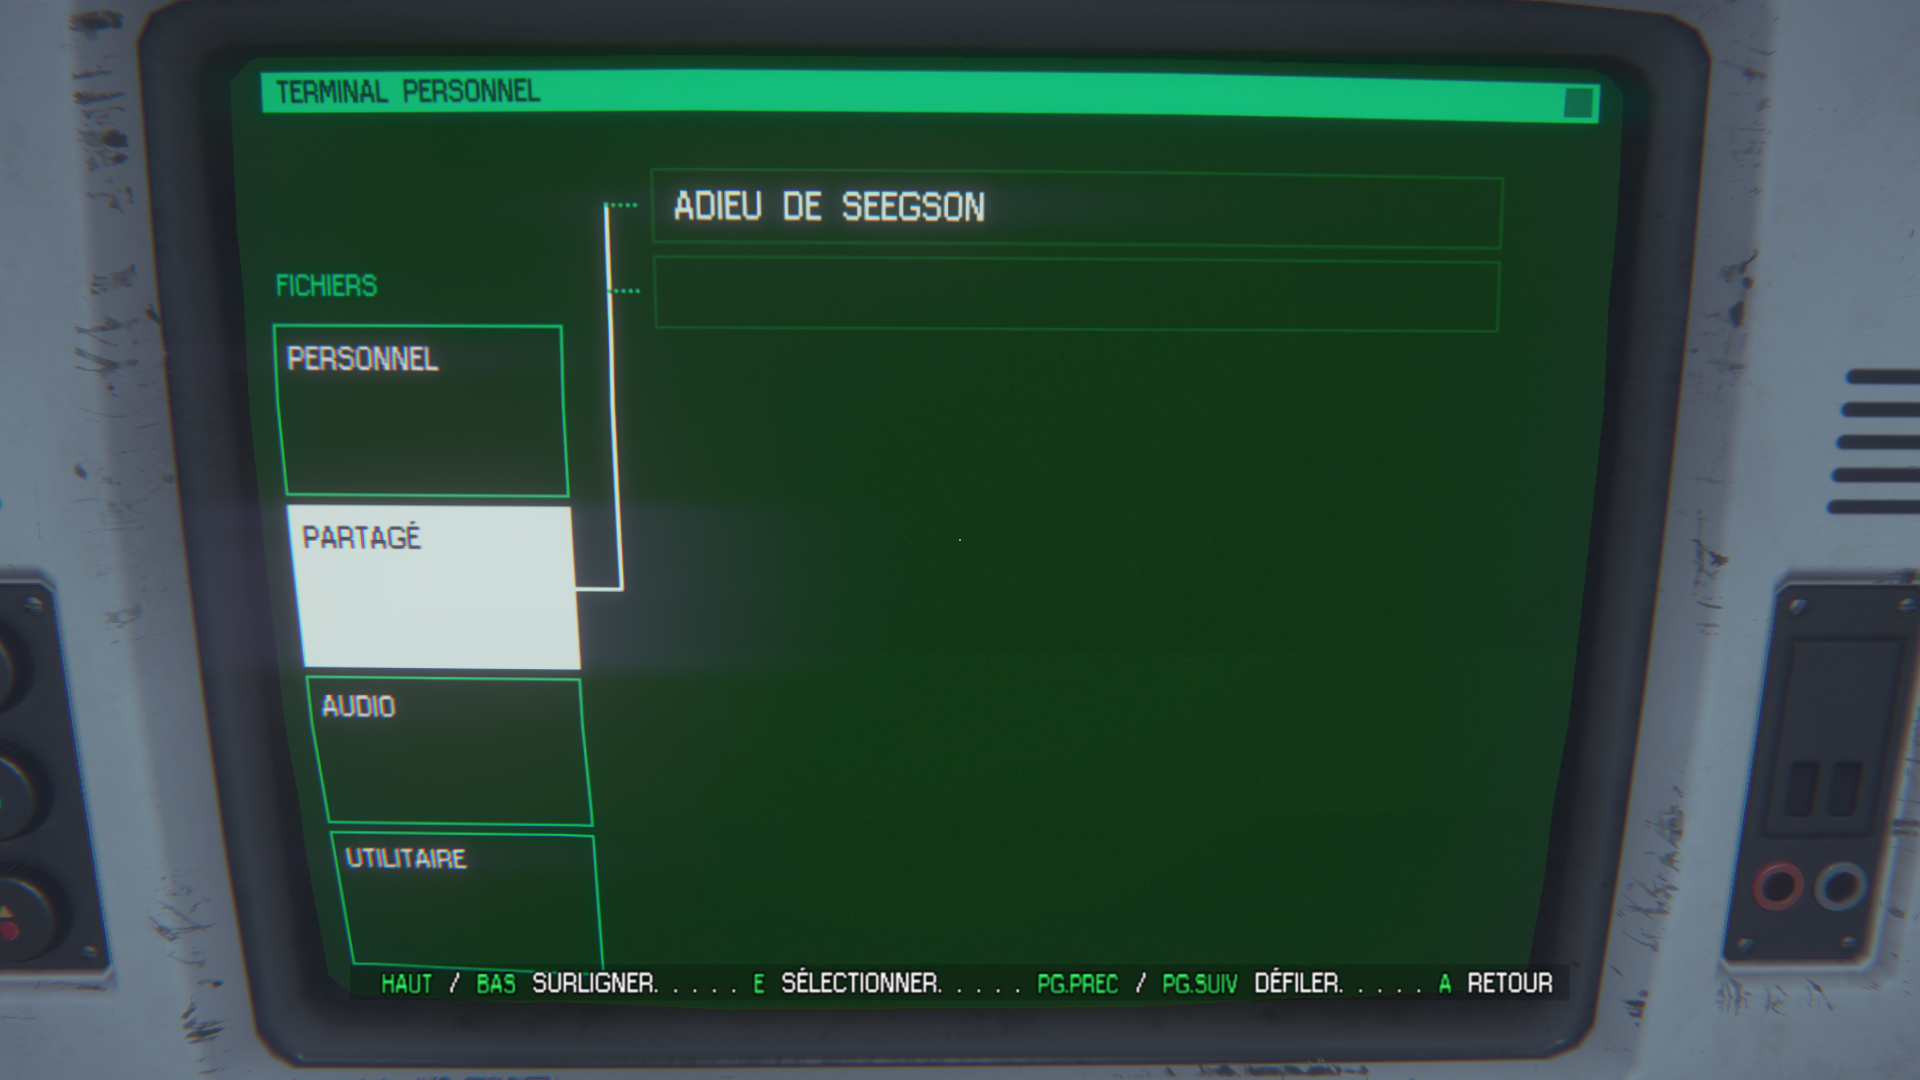 TERMINAL PERSONNEL
ADIEU DE SEEGSON
FICHIERS
PERSONNEL
PARTAGÉ
AUDIO
UTILITAIRE
HAUT / BAS SURLIGNER. . . . . E SÉLECTIONNER. . . . . PG.PREC / PG.SUIV DÉFILER. . . . . A RETOUR